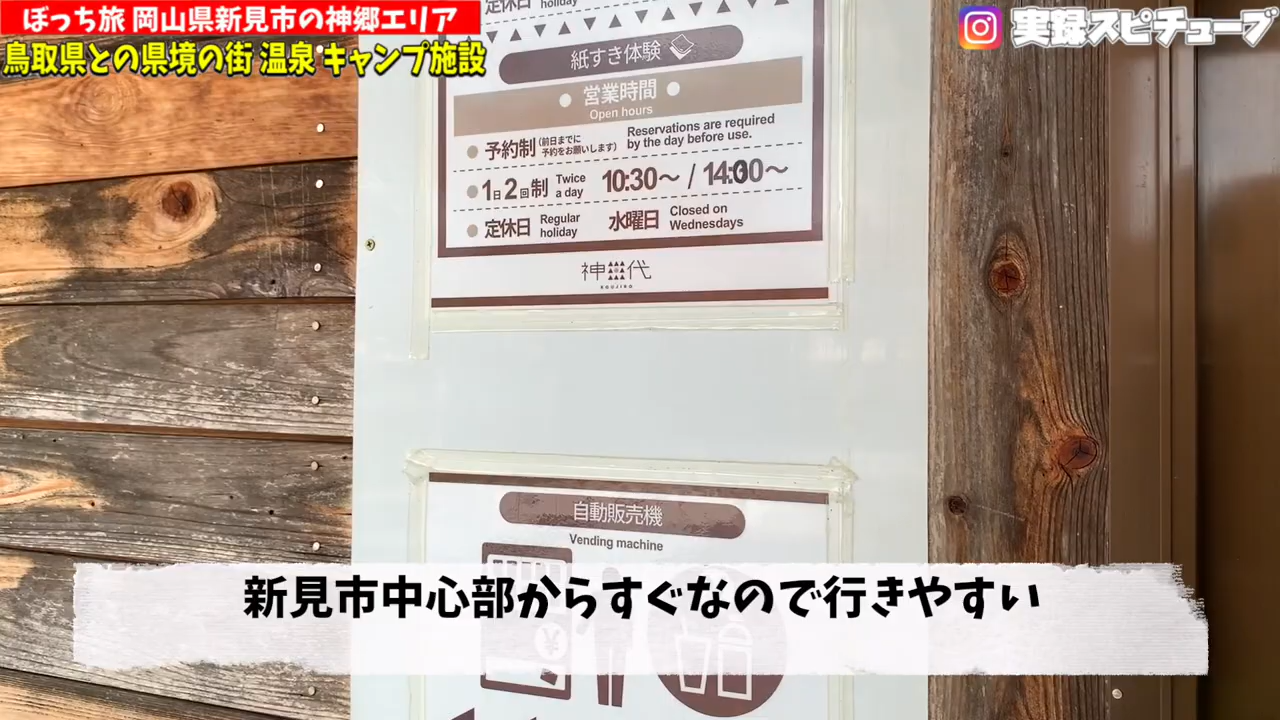 ぼっち旅 岡山県新見市の神郷エリア
鳥取県との県境の街 温泉 キャンプ施設
実録スピチューブ
定休日 holiday
紙すき体験
営業時間
Open hours
予約制 (前日までに予約をお願いします) Reservations are required by the day before use.
1日2回制 Twice a day 10:30～ / 14:00～
定休日 Regular holiday 水曜日 Closed on Wednesdays
神代
KOUJIRO
自動販売機
Vending machine
¥
新見市中心部からすぐなので行きやすい